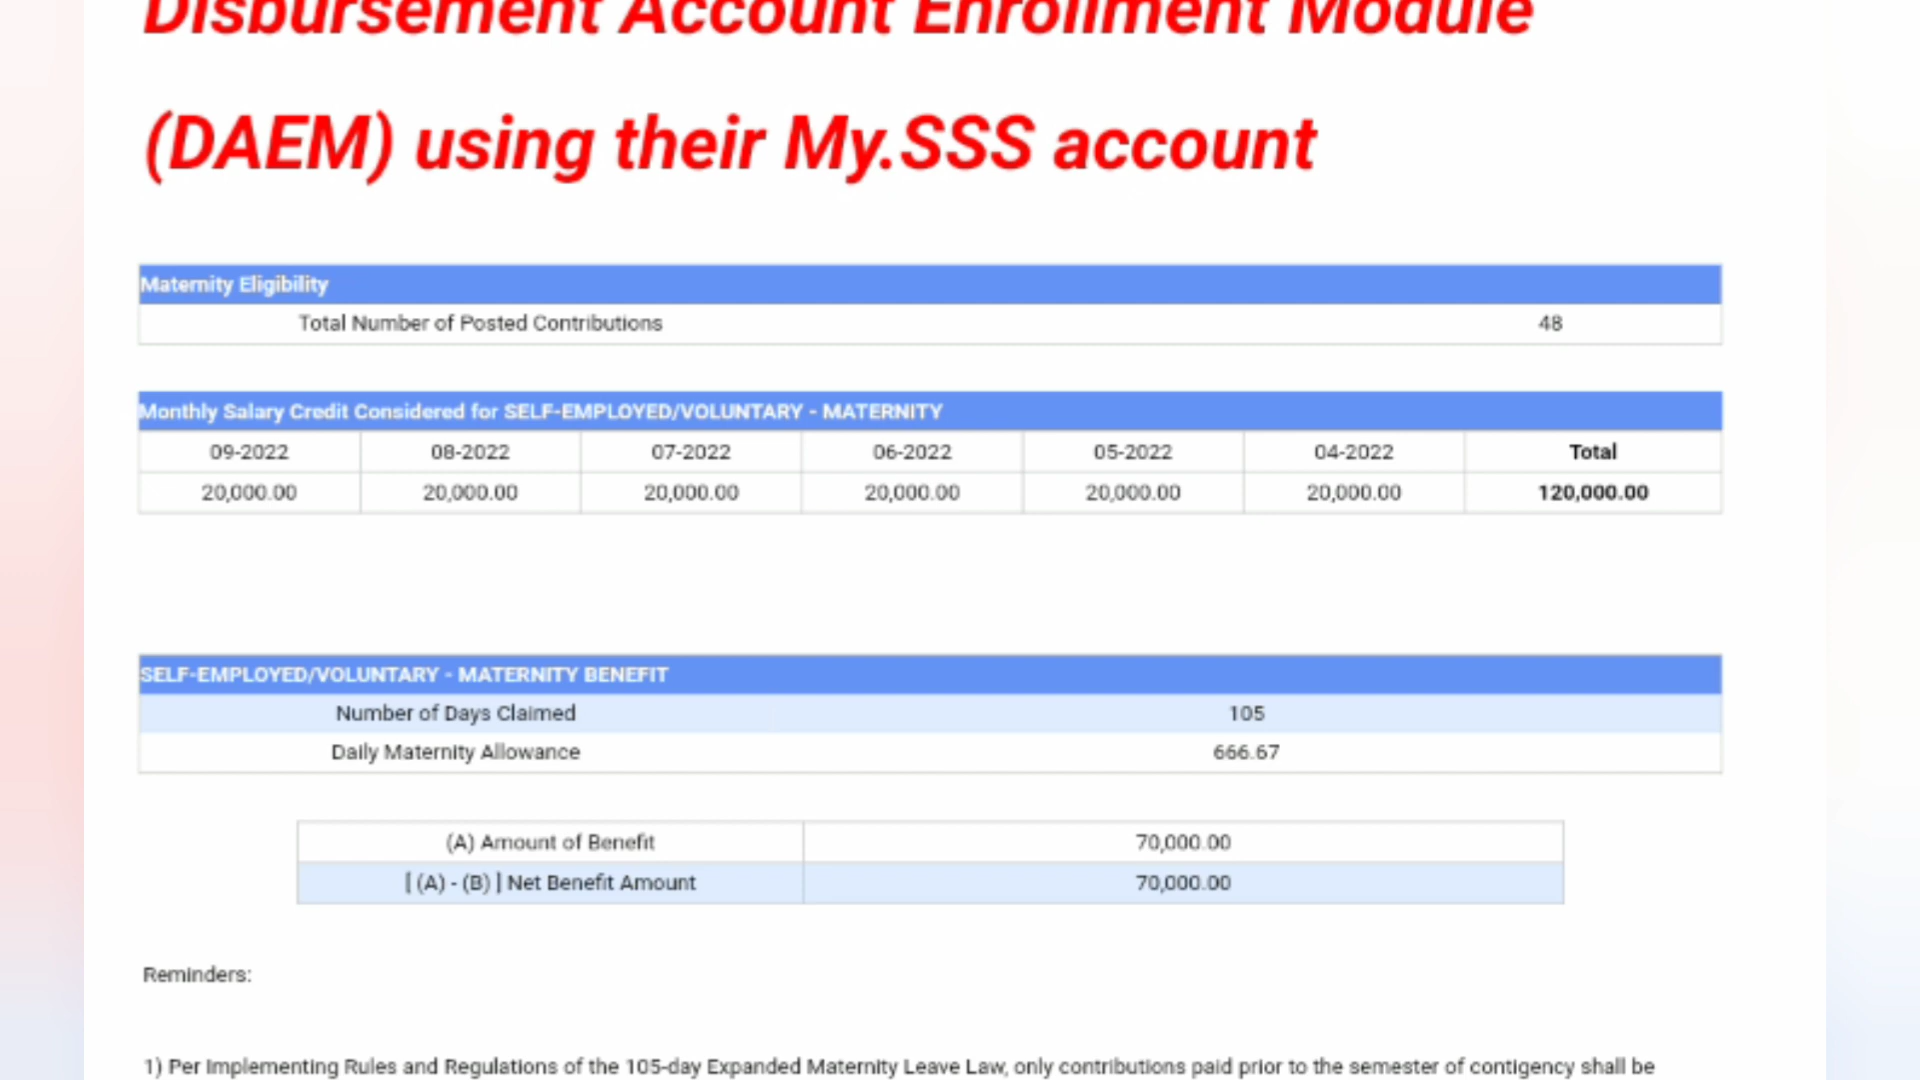 Disbursement Account Enrollment Module
(DAEM) using their My.SSS account
Maternity Eligibility
Total Number of Posted Contributions 48
Monthly Salary Credit Considered for SELF-EMPLOYED/VOLUNTARY - MATERNITY
09-2022 08-2022 07-2022 06-2022 05-2022 04-2022 Total
20,000.00 20,000.00 20,000.00 20,000.00 20,000.00 20,000.00 120,000.00
SELF-EMPLOYED/VOLUNTARY - MATERNITY BENEFIT
Number of Days Claimed 105
Daily Maternity Allowance 666.67
(A) Amount of Benefit 70,000.00
[ (A) - (B) ] Net Benefit Amount 70,000.00
Reminders:
1) Per Implementing Rules and Regulations of the 105-day Expanded Maternity Leave Law, only contributions paid prior to the semester of contigency shall be